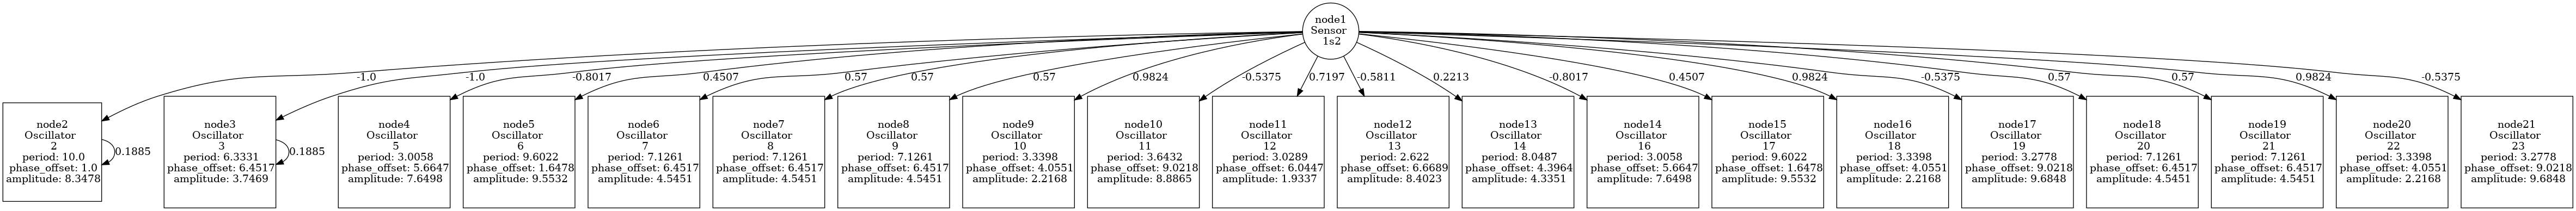 node1
Sensor
1s2
-1.0
-1.0
-0.8017
0.4507
0.57
0.57
0.57
0.9824
-0.5375
0.7197
-0.5811
0.2213
-0.8017
0.4507
0.9824
-0.5375
0.57
0.57
0.9824
-0.5375
node2
Oscillator
2
period: 10.0
phase_offset: 1.0
amplitude: 8.3478
0.1885
node3
Oscillator
3
period: 6.3331
phase_offset: 6.4517
amplitude: 3.7469
0.1885
node4
Oscillator
5
period: 3.0058
phase_offset: 5.6647
amplitude: 7.6498
node5
Oscillator
6
period: 9.6022
phase_offset: 1.6478
amplitude: 9.5532
node6
Oscillator
7
period: 7.1261
phase_offset: 6.4517
amplitude: 4.5451
node7
Oscillator
8
period: 7.1261
phase_offset: 6.4517
amplitude: 4.5451
node8
Oscillator
9
period: 7.1261
phase_offset: 6.4517
amplitude: 4.5451
node9
Oscillator
10
period: 3.3398
phase_offset: 4.0551
amplitude: 2.2168
node10
Oscillator
11
period: 3.6432
phase_offset: 9.0218
amplitude: 8.8865
node11
Oscillator
12
period: 3.0289
phase_offset: 6.0447
amplitude: 1.9337
node12
Oscillator
13
period: 2.622
phase_offset: 6.6689
amplitude: 8.4023
node13
Oscillator
14
period: 8.0487
phase_offset: 4.3964
amplitude: 4.3351
node14
Oscillator
16
period: 3.0058
phase_offset: 5.6647
amplitude: 7.6498
node15
Oscillator
17
period: 9.6022
phase_offset: 1.6478
amplitude: 9.5532
node16
Oscillator
18
period: 3.3398
phase_offset: 4.0551
amplitude: 2.2168
node17
Oscillator
19
period: 3.2778
phase_offset: 9.0218
amplitude: 9.6848
node18
Oscillator
20
period: 7.1261
phase_offset: 6.4517
amplitude: 4.5451
node19
Oscillator
21
period: 7.1261
phase_offset: 6.4517
amplitude: 4.5451
node20
Oscillator
22
period: 3.3398
phase_offset: 4.0551
amplitude: 2.2168
node21
Oscillator
23
period: 3.2778
phase_offset: 9.0218
amplitude: 9.6848